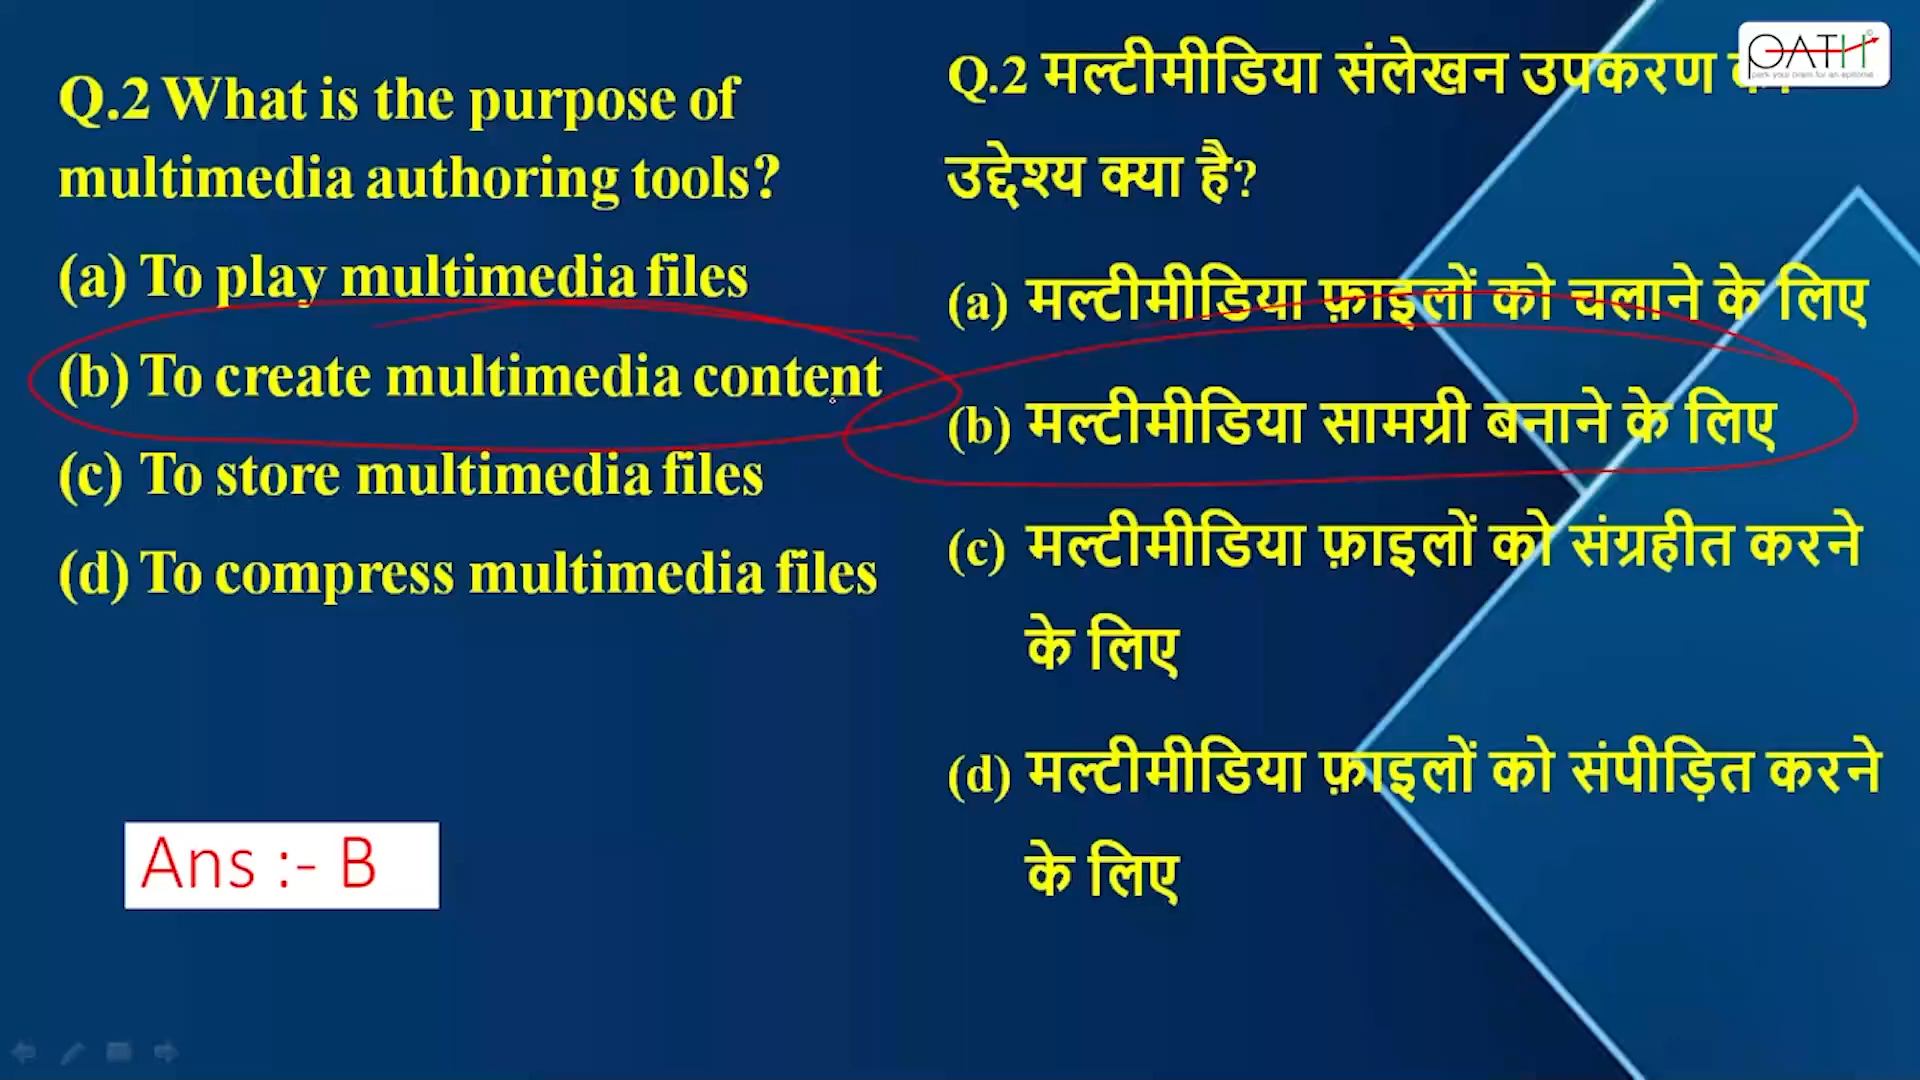 Q.2 What is the purpose of
multimedia authoring tools?
(a) To play multimedia files
(b) To create multimedia content
(c) To store multimedia files
(d) To compress multimedia files
Ans :- B
Q.2 मल्टीमीडिया संलेखन उपकरण
उद्देश्य क्या है?
(a) मल्टीमीडिया फ़ाइलों को चलाने के लिए
(b) मल्टीमीडिया सामग्री बनाने के लिए
(c) मल्टीमीडिया फ़ाइलों को संग्रहीत करने
के लिए
(d) मल्टीमीडिया फ़ाइलों को संपीड़ित करने
के लिए
PATH